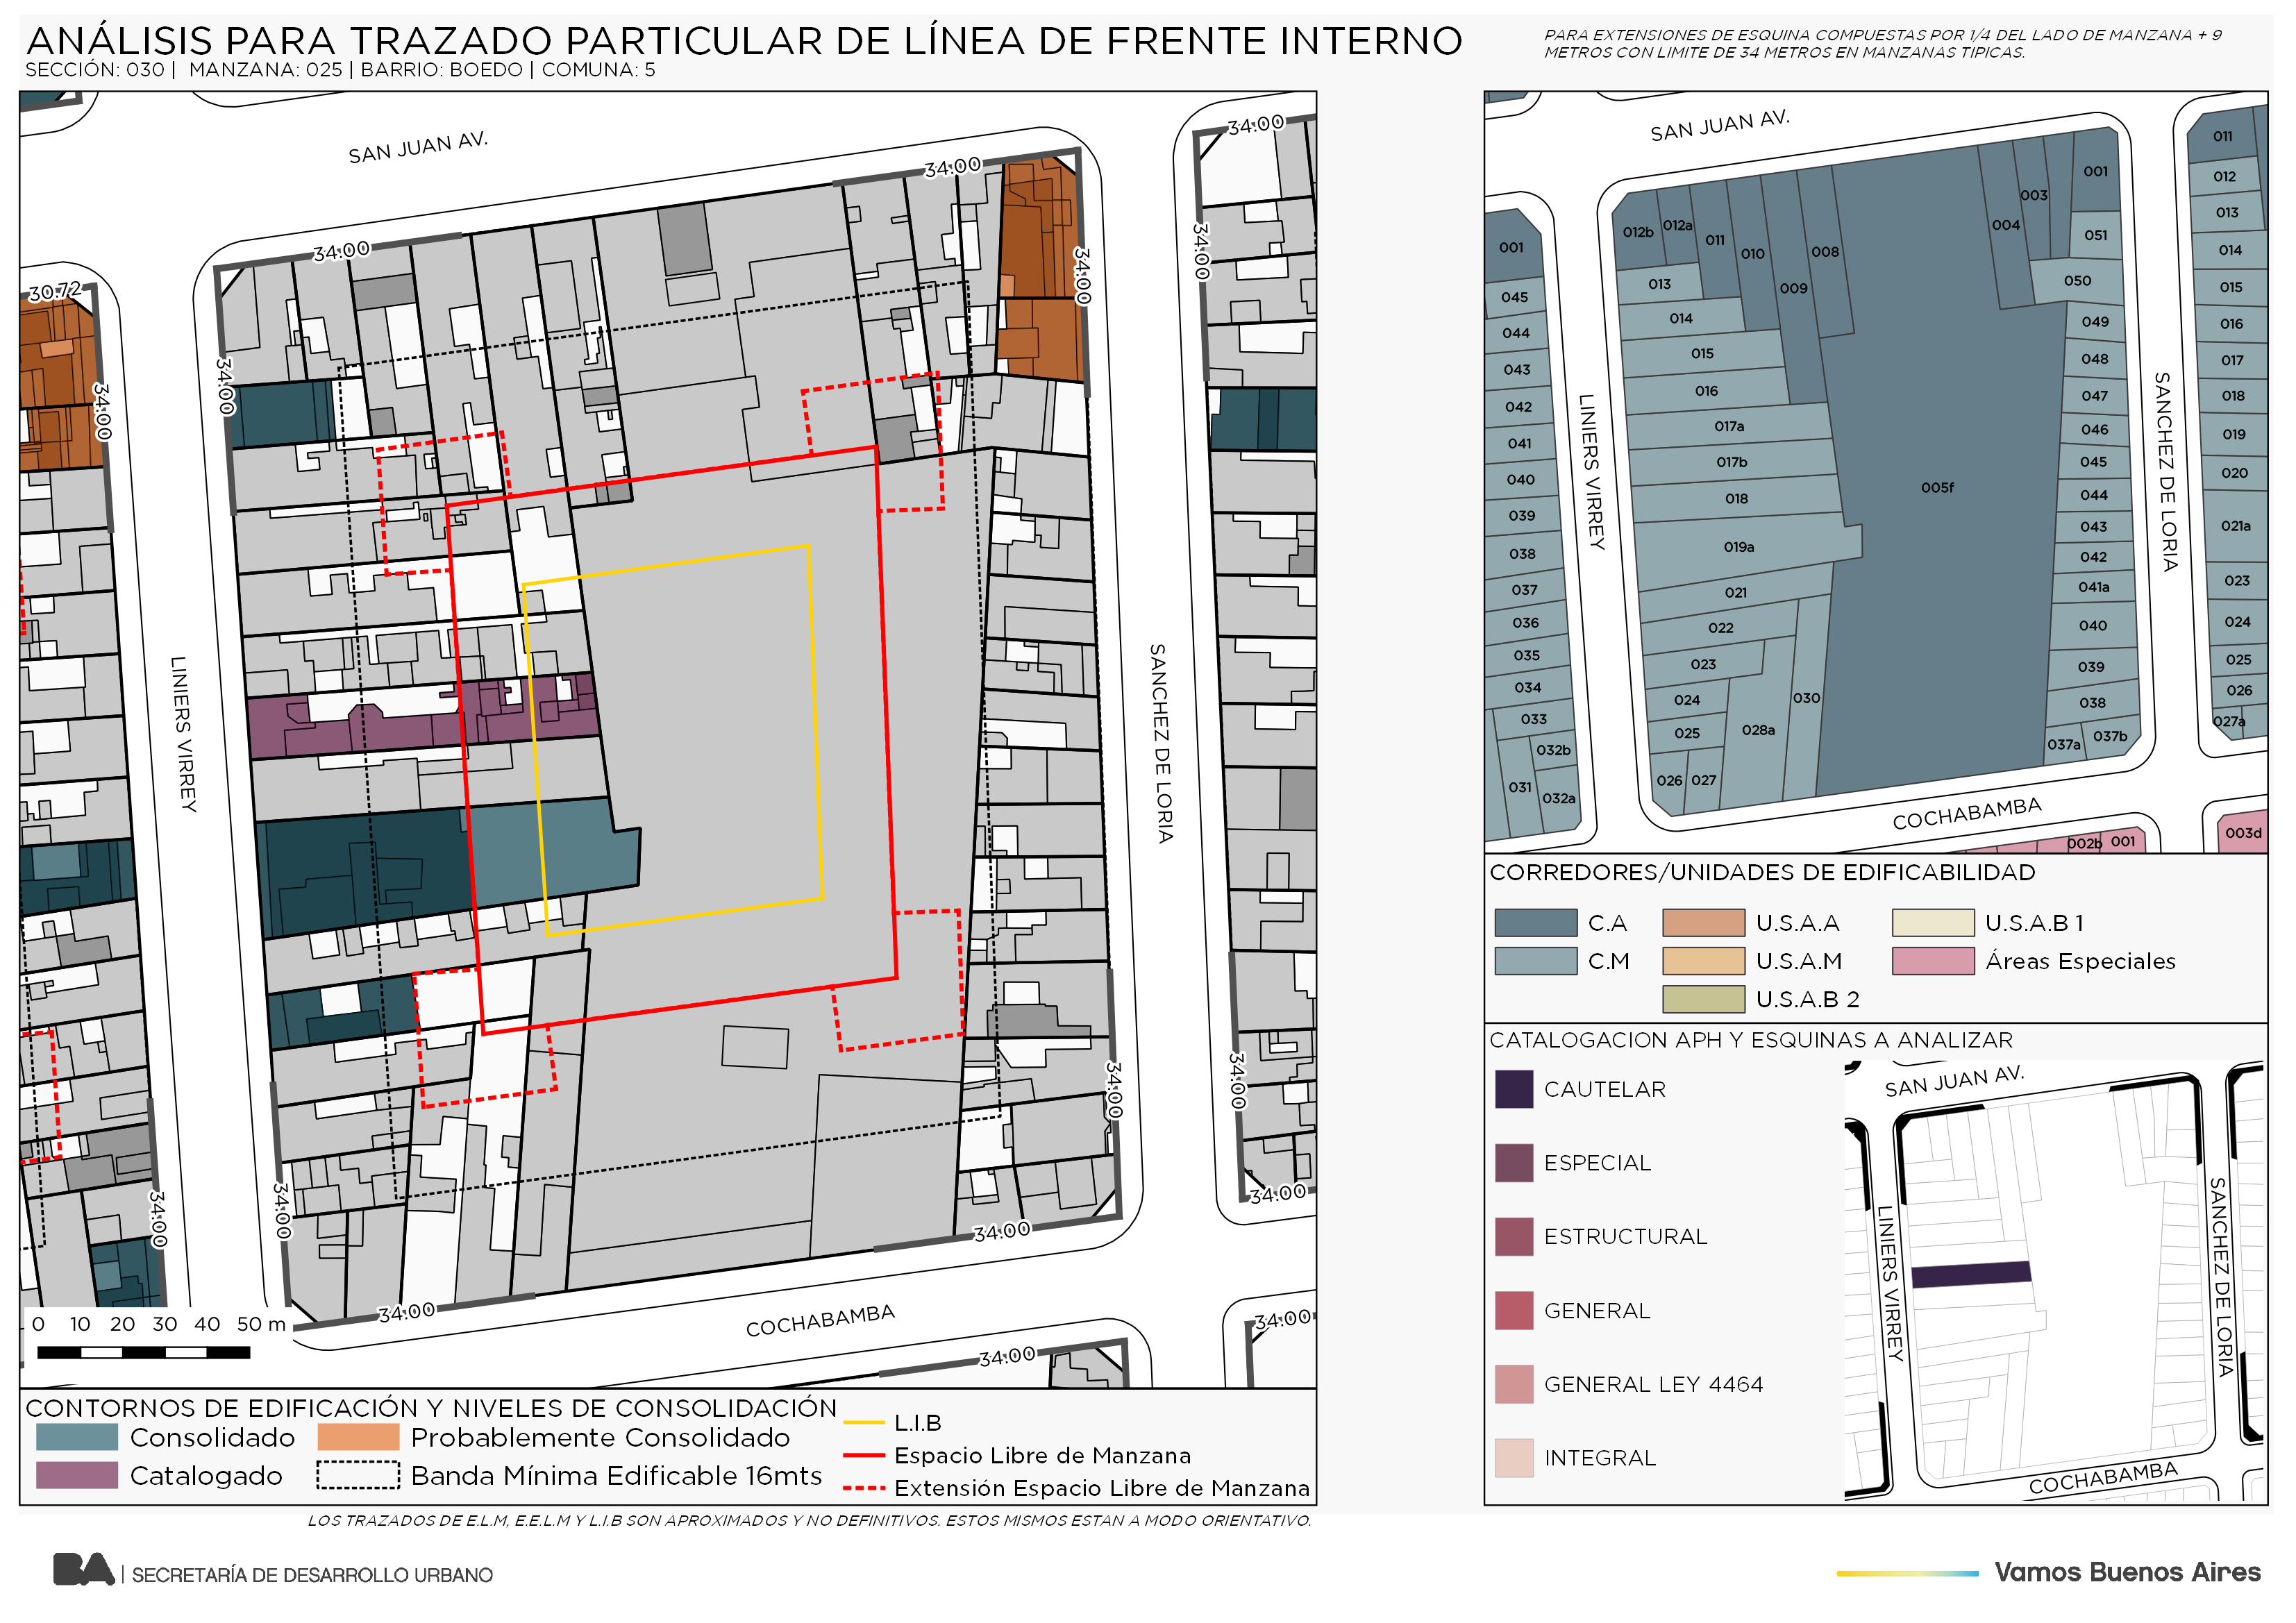 ANÁLISIS PARA TRAZADO PARTICULAR DE LÍNEA DE FRENTE INTERNO
SECCIÓN: 030 | MANZANA: 025 | BARRIO: BOEDO | COMUNA: 5
PARA EXTENSIONES DE ESQUINA COMPUESTAS POR 1/4 DEL LADO DE MANZANA + 9
METROS CON LIMITE DE 34 METROS EN MANZANAS TIPICAS.
SAN JUAN AV.
34:00
34:00
34:00
30.72
34:00
34:00
34:00
34:00
LINIERS VIRREY
SANCHEZ DE LORIA
34:00
34:00
34:00
34:00
34:00
34:00
34:00
COCHABAMBA
34:00
34:00
0 10 20 30 40 50 m
CONTORNOS DE EDIFICACIÓN Y NIVELES DE CONSOLIDACIÓN
Consolidado
Probablemente Consolidado
Catalogado
Banda Mínima Edificable 16mts
L.I.B
Espacio Libre de Manzana
Extensión Espacio Libre de Manzana
LOS TRAZADOS DE E.L.M, E.E.L.M Y L.I.B SON APROXIMADOS Y NO DEFINITIVOS. ESTOS MISMOS ESTAN A MODO ORIENTATIVO.
SAN JUAN AV.
LINIERS VIRREY
SANCHEZ DE LORIA
COCHABAMBA
001
045
044
043
042
041
040
039
038
037
036
035
034
033
032b
031
032a
012b
012a
011
010
009
008
013
014
015
016
017a
017b
018
019a
021
022
023
024
025
026
027
028a
030
005f
004
003
001
051
050
049
048
047
046
045
044
043
042
041a
040
039
038
037a
037b
011
012
013
014
015
016
017
018
019
020
021a
023
024
025
026
027a
002b
001
003d
CORREDORES/UNIDADES DE EDIFICABILIDAD
C.A
U.S.A.A
U.S.A.B 1
C.M
U.S.A.M
Áreas Especiales
U.S.A.B 2
CATALOGACION APH Y ESQUINAS A ANALIZAR
CAUTELAR
ESPECIAL
ESTRUCTURAL
GENERAL
GENERAL LEY 4464
INTEGRAL
SAN JUAN AV.
LINIERS VIRREY
SANCHEZ DE LORIA
COCHABAMBA
BA | SECRETARÍA DE DESARROLLO URBANO
Vamos Buenos Aires